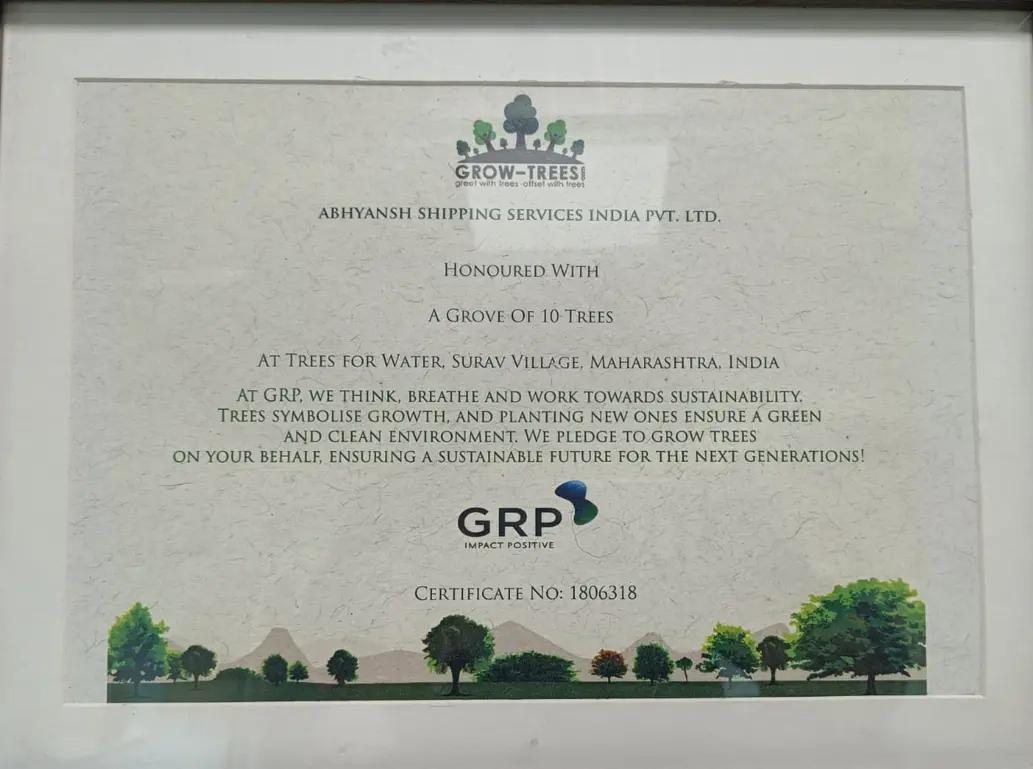 GROW-TREES.COM
greet with trees · offset with trees
ABHYANSH SHIPPING SERVICES INDIA PVT. LTD.
HONOURED WITH
A GROVE OF 10 TREES
AT TREES FOR WATER, SURAV VILLAGE, MAHARASHTRA, INDIA
AT GRP, WE THINK, BREATHE AND WORK TOWARDS SUSTAINABILITY.
TREES SYMBOLISE GROWTH, AND PLANTING NEW ONES ENSURE A GREEN
AND CLEAN ENVIRONMENT. WE PLEDGE TO GROW TREES
ON YOUR BEHALF, ENSURING A SUSTAINABLE FUTURE FOR THE NEXT GENERATIONS!
GRP
IMPACT POSITIVE
CERTIFICATE NO: 1806318